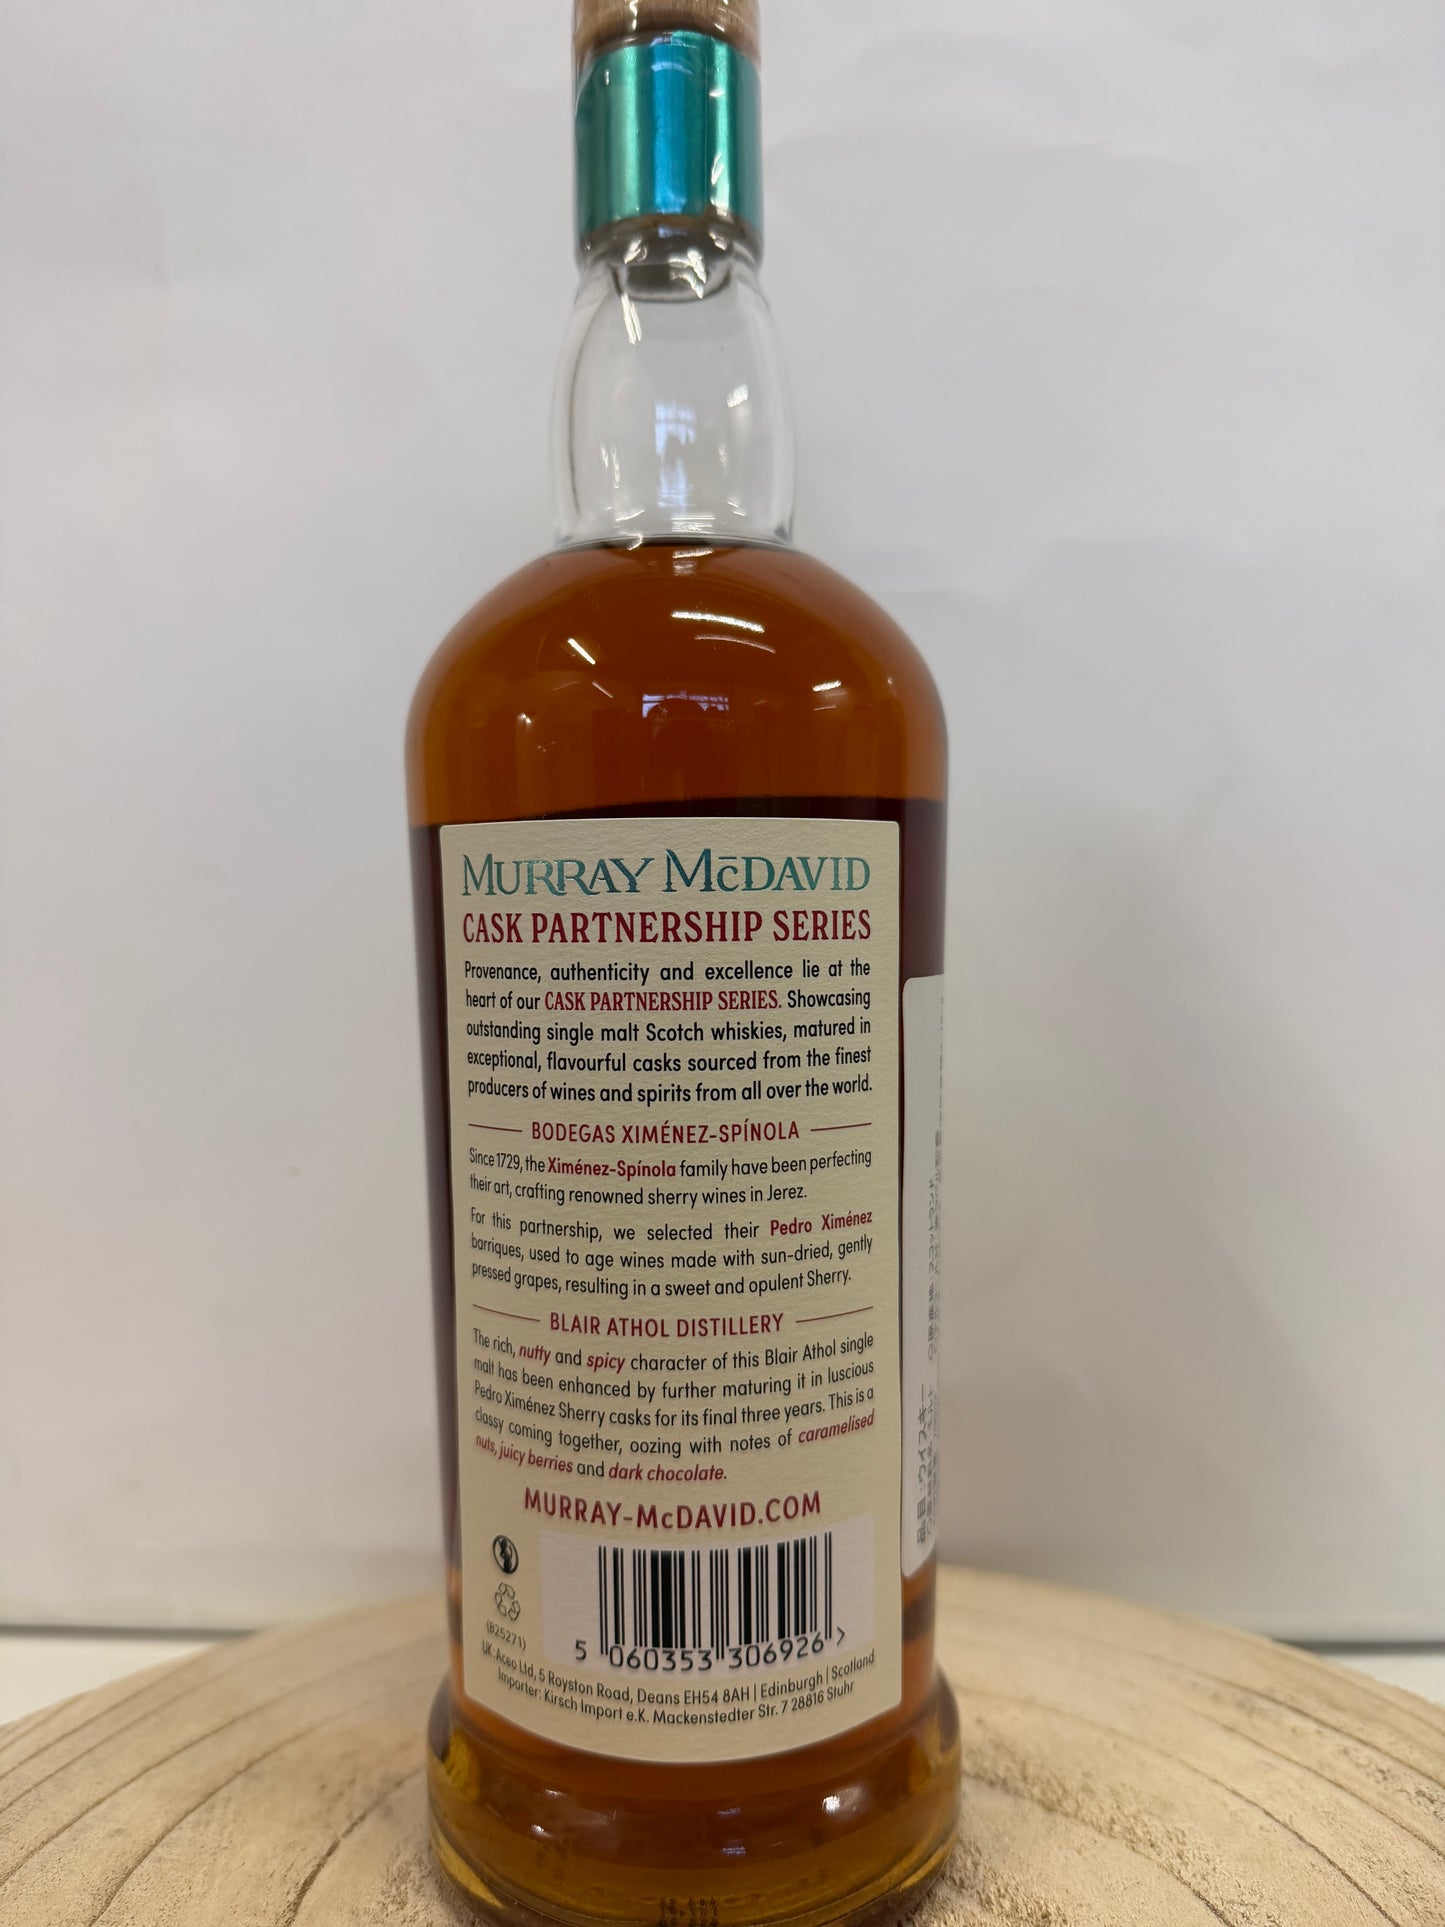 MURRAY McDAVID
CASK PARTNERSHIP SERIES
Provenance, authenticity and excellence lie at the
heart of our CASK PARTNERSHIP SERIES. Showcasing
outstanding single malt Scotch whiskies, matured in
exceptional, flavourful casks sourced from the finest
producers of wines and spirits from all over the world.
BODEGAS XIMÉNEZ-SPÍNOLA
Since 1729, the Ximénez-Spínola family have been perfecting
their art, crafting renowned sherry wines in Jerez.
For this partnership, we selected their Pedro Ximénez
barriques, used to age wines made with sun-dried, gently
pressed grapes, resulting in a sweet and opulent Sherry.
BLAIR ATHOL DISTILLERY
The rich, nutty and spicy character of this Blair Athol single
malt has been enhanced by further maturing it in luscious
Pedro Ximénez Sherry casks for its final three years. This is a
classy coming together, oozing with notes of caramelised
nuts, juicy berries and dark chocolate.
MURRAY-McDAVID.COM
(B25271)
5 060353 306926 >
UK: Aceo Ltd, 5 Royston Road, Deans EH54 8AH | Edinburgh | Scotland
Importer: Kirsch Import e.K. Mackenstedter Str. 7 28816 Stuhr
品目:ウイスキー